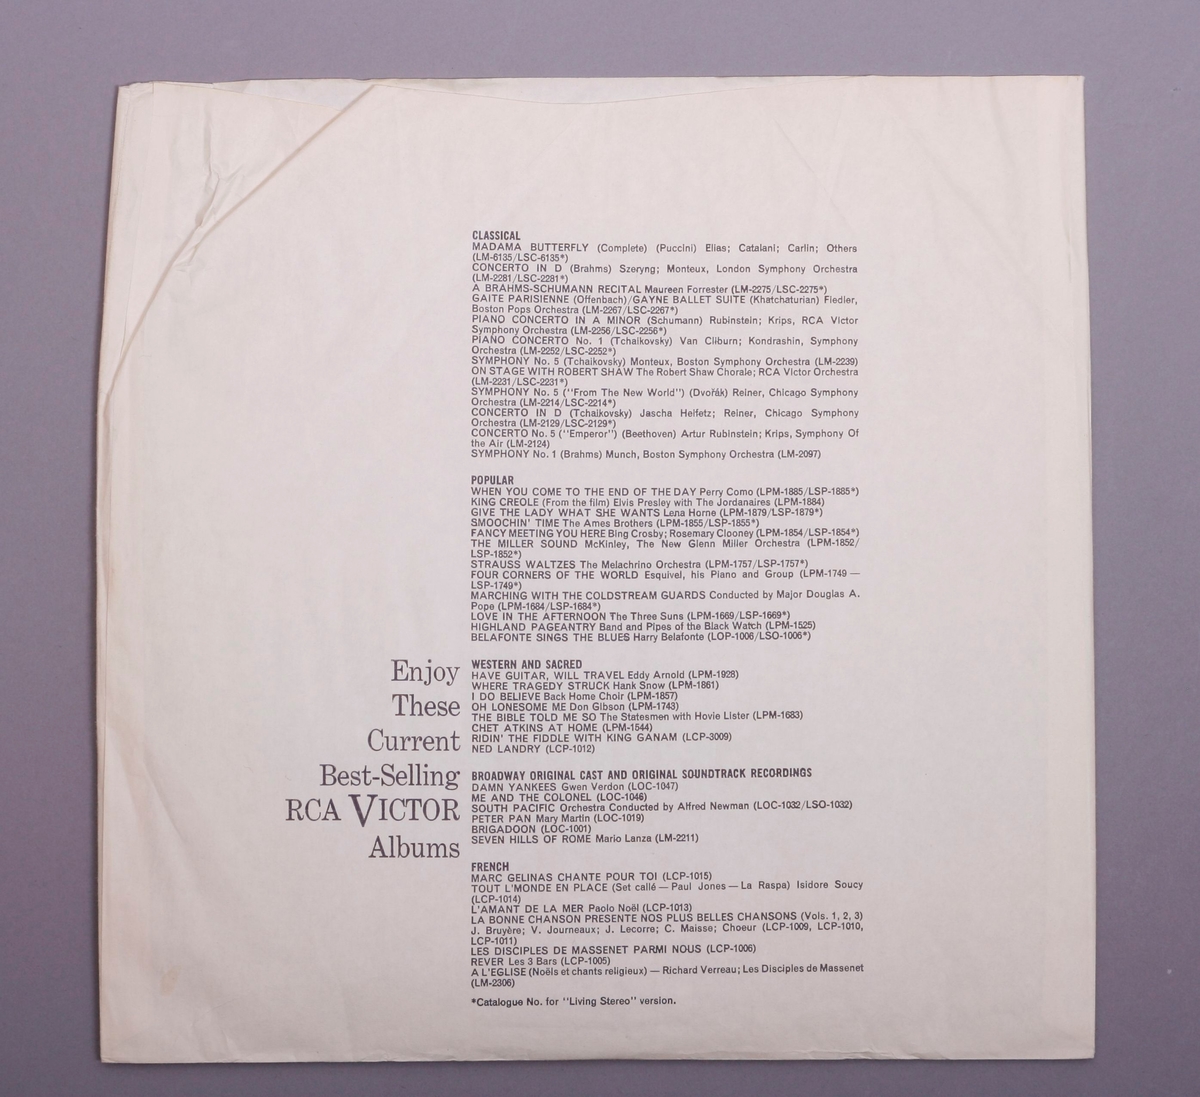 CLASSICAL
MADAMA BUTTERFLY (Complete) (Puccini) Elias; Catalani; Carlin; Others
(LM-6135/LSC-6135*)
CONCERTO IN D (Brahms) Szeryng; Monteux, London Symphony Orchestra
(LM-2281/LSC-2281*)
A BRAHMS-SCHUMANN RECITAL Maureen Forrester (LM-2275/LSC-2275*)
GAITE PARISIENNE (Offenbach)/GAYNE BALLET SUITE (Khatchaturian) Fiedler,
Boston Pops Orchestra (LM-2267/LSC-2267*)
PIANO CONCERTO IN A MINOR (Schumann) Rubinstein; Krips, RCA Victor
Symphony Orchestra (LM-2256/LSC-2256*)
PIANO CONCERTO No. 1 (Tchaikovsky) Van Cliburn; Kondrashin, Symphony
Orchestra (LM-2252/LSC-2252*)
SYMPHONY No. 5 (Tchaikovsky) Monteux, Boston Symphony Orchestra (LM-2239)
ON STAGE WITH ROBERT SHAW The Robert Shaw Chorale; RCA Victor Orchestra
(LM-2231/LSC-2231*)
SYMPHONY No. 5 ("From The New World") (Dvořák) Reiner, Chicago Symphony
Orchestra (LM-2214/LSC-2214*)
CONCERTO IN D (Tchaikovsky) Jascha Heifetz; Reiner, Chicago Symphony
Orchestra (LM-2129/LSC-2129*)
CONCERTO No. 5 ("Emperor") (Beethoven) Artur Rubinstein; Krips, Symphony Of
the Air (LM-2124)
SYMPHONY No. 1 (Brahms) Munch, Boston Symphony Orchestra (LM-2097)
POPULAR
WHEN YOU COME TO THE END OF THE DAY Perry Como (LPM-1885/LSP-1885*)
KING CREOLE (From the film) Elvis Presley with The Jordanaires (LPM-1884)
GIVE THE LADY WHAT SHE WANTS Lena Horne (LPM-1879/LSP-1879*)
SMOOCHIN' TIME The Ames Brothers (LPM-1855/LSP-1855*)
FANCY MEETING YOU HERE Bing Crosby; Rosemary Clooney (LPM-1854/LSP-1854*)
THE MILLER SOUND McKinley, The New Glenn Miller Orchestra (LPM-1852/
LSP-1852*)
STRAUSS WALTZES The Melachrino Orchestra (LPM-1757/LSP-1757*)
FOUR CORNERS OF THE WORLD Esquivel, his Piano and Group (LPM-1749 —
LSP-1749*)
MARCHING WITH THE COLDSTREAM GUARDS Conducted by Major Douglas A.
Pope (LPM-1684/LSP-1684*)
LOVE IN THE AFTERNOON The Three Suns (LPM-1669/LSP-1669*)
HIGHLAND PAGEANTRY Band and Pipes of the Black Watch (LPM-1525)
BELAFONTE SINGS THE BLUES Harry Belafonte (LOP-1006/LSO-1006*)
Enjoy
These
Current
Best-Selling
RCA VICTOR
Albums
WESTERN AND SACRED
HAVE GUITAR, WILL TRAVEL Eddy Arnold (LPM-1928)
WHERE TRAGEDY STRUCK Hank Snow (LPM-1861)
I DO BELIEVE Back Home Choir (LPM-1857)
OH LONESOME ME Don Gibson (LPM-1743)
THE BIBLE TOLD ME SO The Statesmen with Hovie Lister (LPM-1683)
CHET ATKINS AT HOME (LPM-1544)
RIDIN' THE FIDDLE WITH KING GANAM (LCP-3009)
NED LANDRY (LCP-1012)
BROADWAY ORIGINAL CAST AND ORIGINAL SOUNDTRACK RECORDINGS
DAMN YANKEES Gwen Verdon (LOC-1047)
ME AND THE COLONEL (LOC-1046)
SOUTH PACIFIC Orchestra Conducted by Alfred Newman (LOC-1032/LSO-1032)
PETER PAN Mary Martin (LOC-1019)
BRIGADOON (LOC-1001)
SEVEN HILLS OF ROME Mario Lanza (LM-2211)
FRENCH
MARC GELINAS CHANTE POUR TOI (LCP-1015)
TOUT L'MONDE EN PLACE (Set callé — Paul Jones — La Raspa) Isidore Soucy
(LCP-1014)
L'AMANT DE LA MER Paolo Noël (LCP-1013)
LA BONNE CHANSON PRESENTE NOS PLUS BELLES CHANSONS (Vols. 1, 2, 3)
J. Bruyère; V. Journeaux; J. Lecorre; C. Maisse; Choeur (LCP-1009, LCP-1010,
LCP-1011)
LES DISCIPLES DE MASSENET PARMI NOUS (LCP-1006)
REVER Les 3 Bars (LCP-1005)
A L'EGLISE (Noëls et chants religieux) — Richard Verreau; Les Disciples de Massenet
(LM-2306)
*Catalogue No. for "Living Stereo" version.